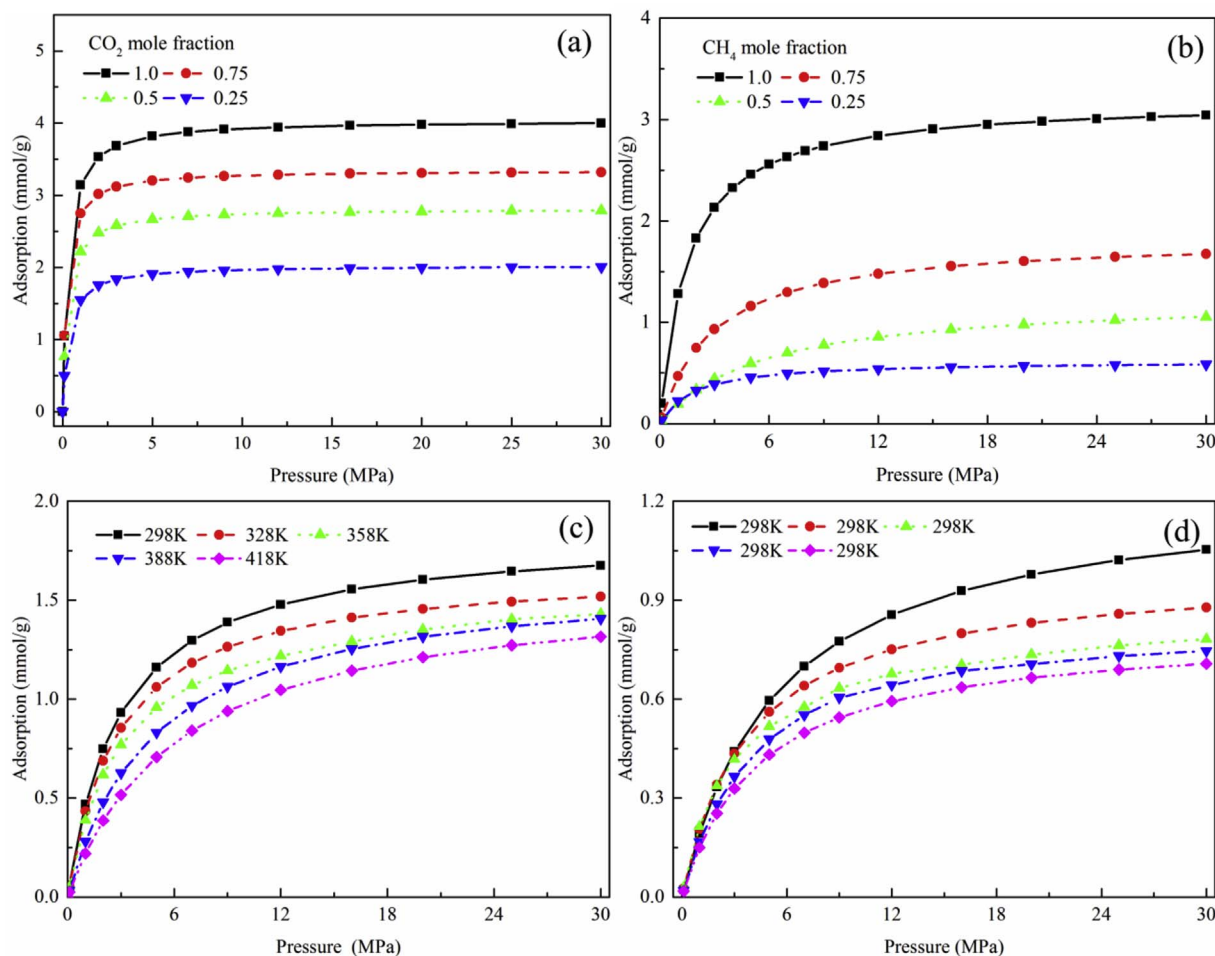 (a)
CO2 mole fraction
1.0 0.75
0.5 0.25
5
4
3
2
1
0
Adsorption (mmol/g)
0 5 10 15 20 25 30
Pressure (MPa)
(b)
CH4 mole fraction
1.0 0.75
0.5 0.25
4
3
2
1
0
Adsorption (mmol/g)
0 6 12 18 24 30
Pressure (MPa)
(c)
298K 328K 358K
388K 418K
2.0
1.5
1.0
0.5
0.0
Adsorption (mmol/g)
0 6 12 18 24 30
Pressure (MPa)
(d)
298K 298K 298K
298K 298K
1.2
0.9
0.6
0.3
0.0
Adsorption (mmol/g)
0 6 12 18 24 30
Pressure (MPa)